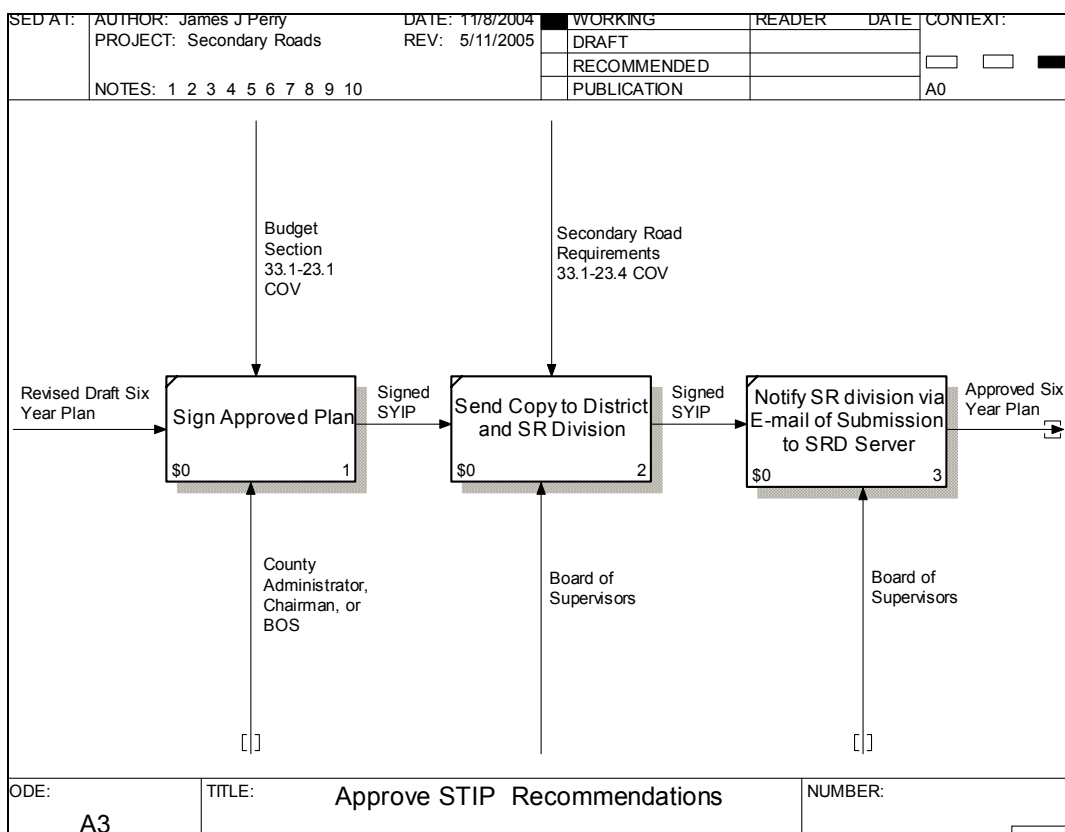 SED AT:
AUTHOR: James J Perry
DATE: 11/8/2004
PROJECT: Secondary Roads
REV: 5/11/2005
NOTES: 1 2 3 4 5 6 7 8 9 10
WORKING
DRAFT
RECOMMENDED
PUBLICATION
READER
DATE
CONTEXT:
A0
Budget
Section
33.1-23.1
COV
Secondary Road
Requirements
33.1-23.4 COV
Revised Draft Six
Year Plan
Sign Approved Plan
$0
1
Signed
SYIP
Send Copy to District
and SR Division
$0
2
Signed
SYIP
Notify SR division via
E-mail of Submission
to SRD Server
$0
3
Approved Six
Year Plan
County
Administrator,
Chairman, or
BOS
Board of
Supervisors
Board of
Supervisors
ODE:
A3
TITLE:
Approve STIP Recommendations
NUMBER: